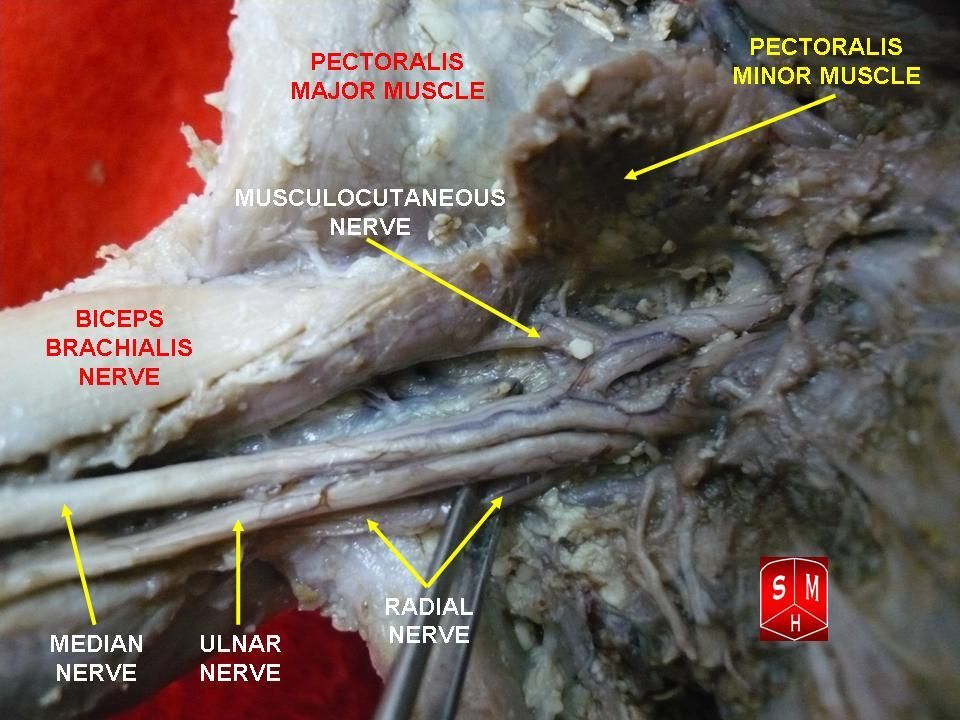 PECTORALIS
MAJOR MUSCLE
PECTORALIS
MINOR MUSCLE
MUSCULOCUTANEOUS
NERVE
BICEPS
BRACHIALIS
NERVE
MEDIAN
NERVE
ULNAR
NERVE
RADIAL
NERVE
S M
H